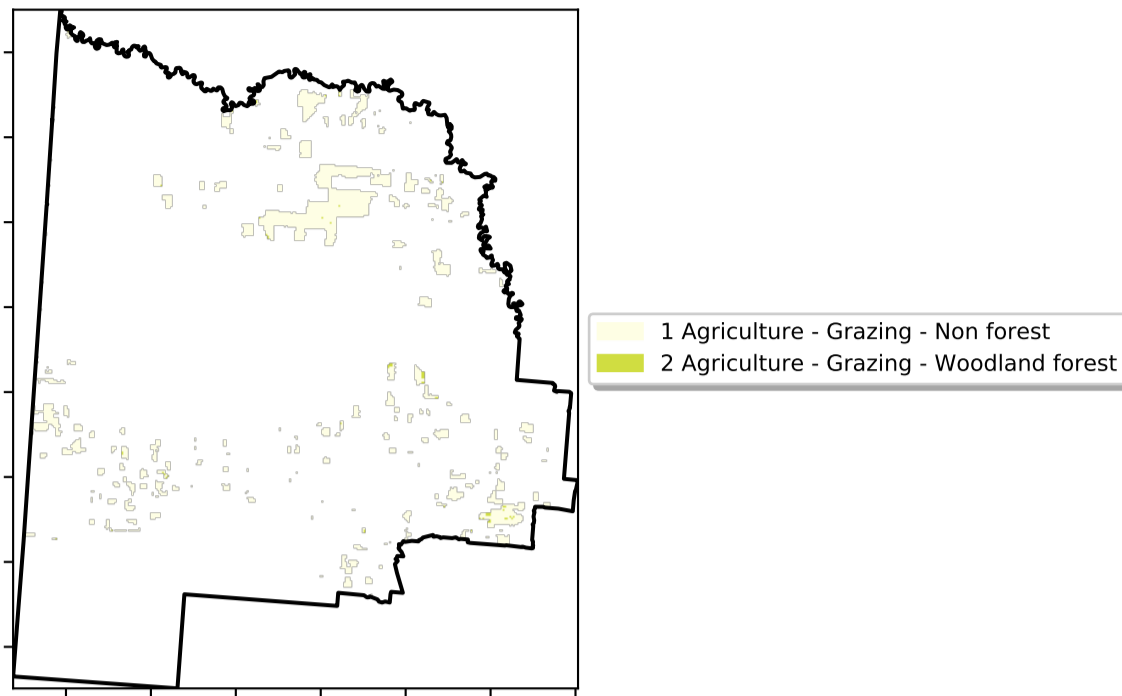 1 Agriculture - Grazing - Non forest
2 Agriculture - Grazing - Woodland forest